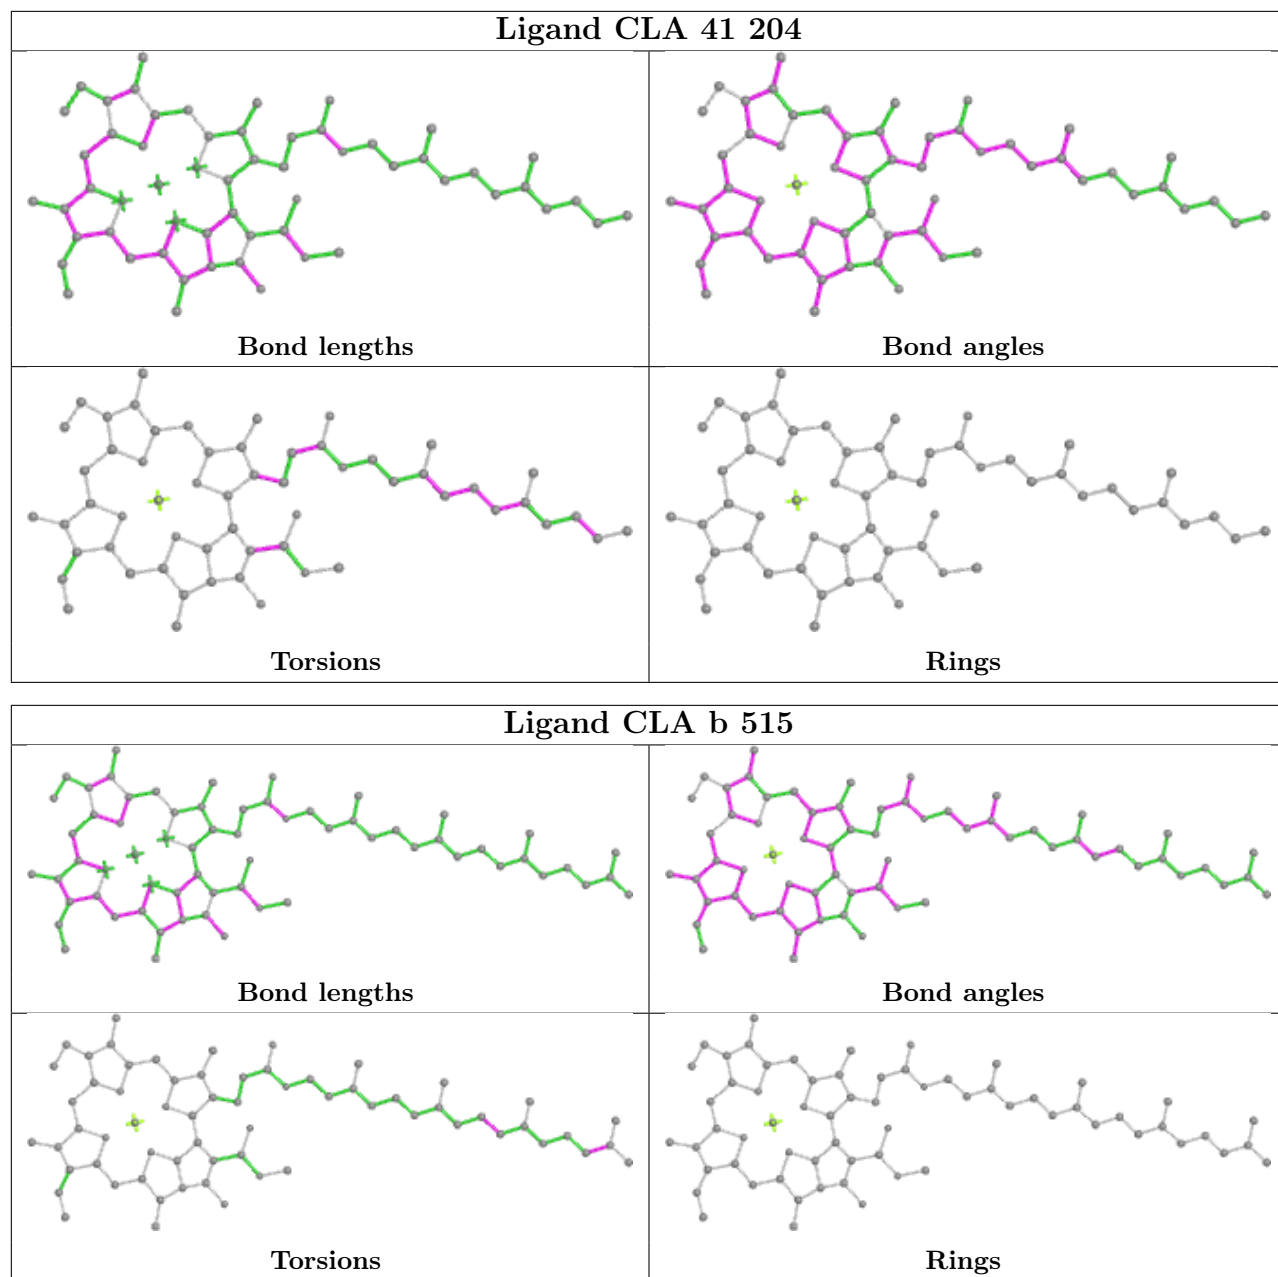 Ligand CLA 41 204
Bond lengths
Bond angles
Torsions
Rings
Ligand CLA b 515
Bond lengths
Bond angles
Torsions
Rings